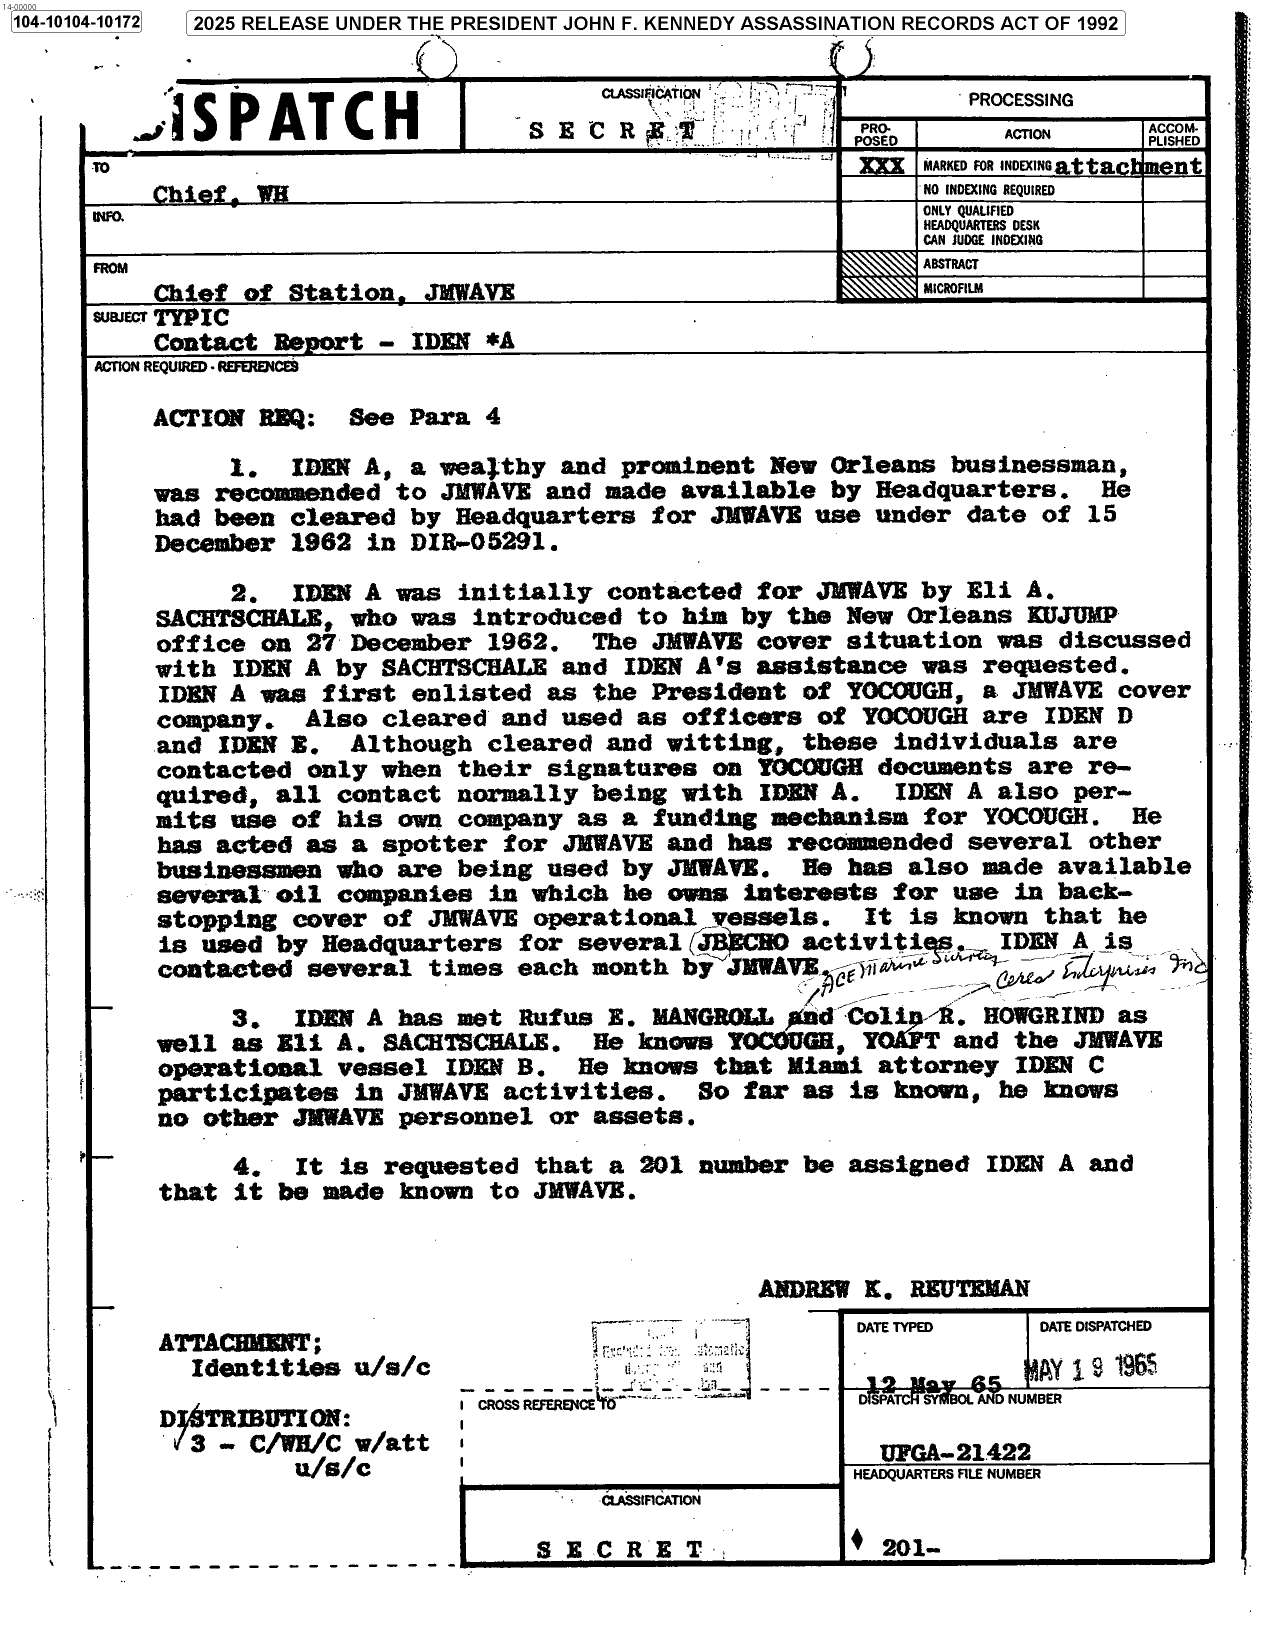 14-00000
104-10104-10172
2025 RELEASE UNDER THE PRESIDENT JOHN F. KENNEDY ASSASSINATION RECORDS ACT OF 1992
DISPATCH
CLASSIFICATION
S E C R E T
PROCESSING
PRO-POSED
ACTION
ACCOM-PLISHED
TO
Chief, WH
XXX
MARKED FOR INDEXING attachment
NO INDEXING REQUIRED
INFO.
ONLY QUALIFIED
HEADQUARTERS DESK
CAN JUDGE INDEXING
FROM
Chief of Station, JMWAVE
ABSTRACT
MICROFILM
SUBJECT TYPIC
Contact Report - IDEN *A
ACTION REQUIRED - REFERENCES
ACTION REQ: See Para 4
1. IDEN A, a wealthy and prominent New Orleans businessman,
was recommended to JMWAVE and made available by Headquarters. He
had been cleared by Headquarters for JMWAVE use under date of 15
December 1962 in DIR-05291.
2. IDEN A was initially contacted for JMWAVE by Eli A.
SACHTSCHALE, who was introduced to him by the New Orleans KUJUMP
office on 27 December 1962. The JMWAVE cover situation was discussed
with IDEN A by SACHTSCHALE and IDEN A's assistance was requested.
IDEN A was first enlisted as the President of YOCOUGH, a JMWAVE cover
company. Also cleared and used as officers of YOCOUGH are IDEN D
and IDEN E. Although cleared and witting, these individuals are
contacted only when their signatures on YOCOUGH documents are re-
quired, all contact normally being with IDEN A. IDEN A also per-
mits use of his own company as a funding mechanism for YOCOUGH. He
has acted as a spotter for JMWAVE and has recommended several other
businessmen who are being used by JMWAVE. He has also made available
several oil companies in which he owns interests for use in back-
stopping cover of JMWAVE operational vessels. It is known that he
is used by Headquarters for several JBECHO activities. IDEN A is
contacted several times each month by JMWAVE.
ACE Marine Survey
Ceres Enterprises Inc
3. IDEN A has met Rufus E. MANGROLL and Colin R. HOWGRIND as
well as Eli A. SACHTSCHALE. He knows YOCOUGH, YOAFT and the JMWAVE
operational vessel IDEN B. He knows that Miami attorney IDEN C
participates in JMWAVE activities. So far as is known, he knows
no other JMWAVE personnel or assets.
4. It is requested that a 201 number be assigned IDEN A and
that it be made known to JMWAVE.
ANDREW K. REUTEMAN
ATTACHMENT;
Identities u/s/c
DISTRIBUTION:
3 - C/WH/C w/att
u/s/c
CROSS REFERENCE TO
DATE TYPED
12 May 65
DATE DISPATCHED
MAY 19 1965
DISPATCH SYMBOL AND NUMBER
UFGA-21422
HEADQUARTERS FILE NUMBER
201-
CLASSIFICATION
S E C R E T